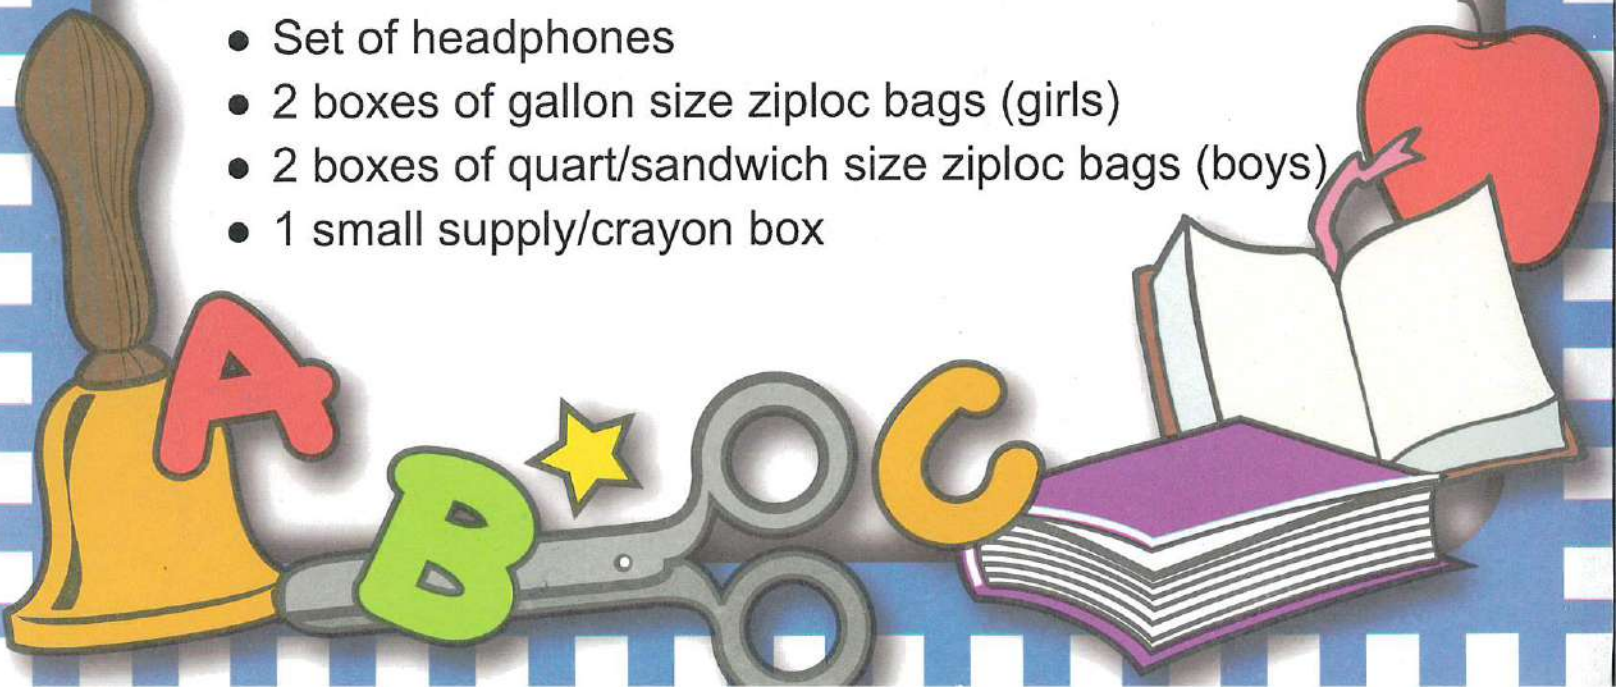 • Set of headphones
• 2 boxes of gallon size ziploc bags (girls)
• 2 boxes of quart/sandwich size ziploc bags (boys)
• 1 small supply/crayon box
A
B
C